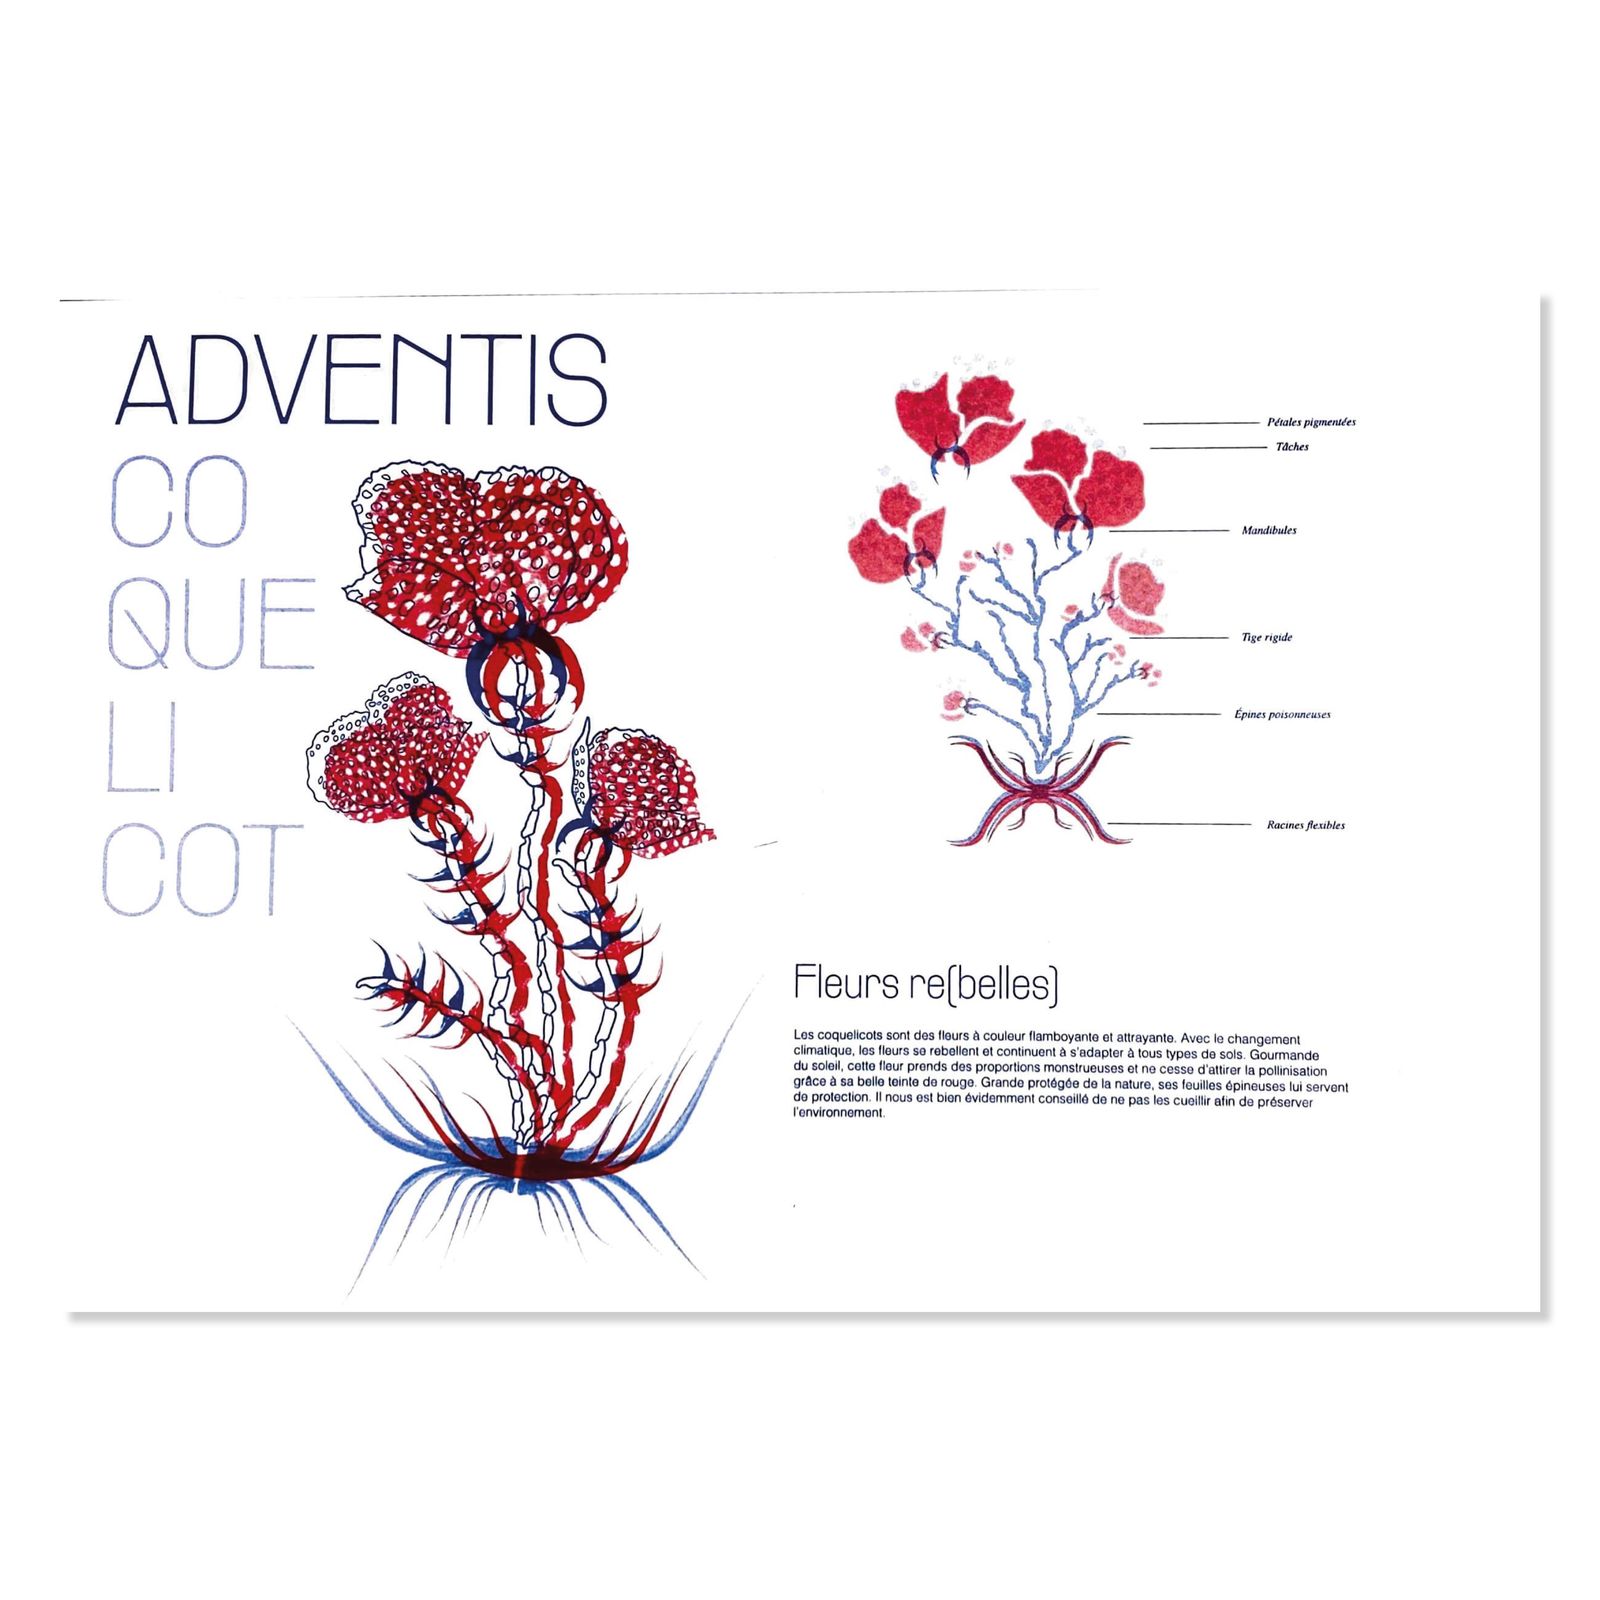 ADVENTIS
CO
QUE
LI
COT
Pétales pigmentées
Tâches
Mandibules
Tige rigide
Épines poisonneuses
Racines flexibles
Fleurs re(belles)
Les coquelicots sont des fleurs à couleur flamboyante et attrayante. Avec le changement
climatique, les fleurs se rebellent et continuent à s'adapter à tous types de sols. Gourmande
du soleil, cette fleur prends des proportions monstrueuses et ne cesse d'attirer la pollinisation
grâce à sa belle teinte de rouge. Grande protégée de la nature, ses feuilles épineuses lui servent
de protection. Il nous est bien évidemment conseillé de ne pas les cueillir afin de préserver
l'environnement.